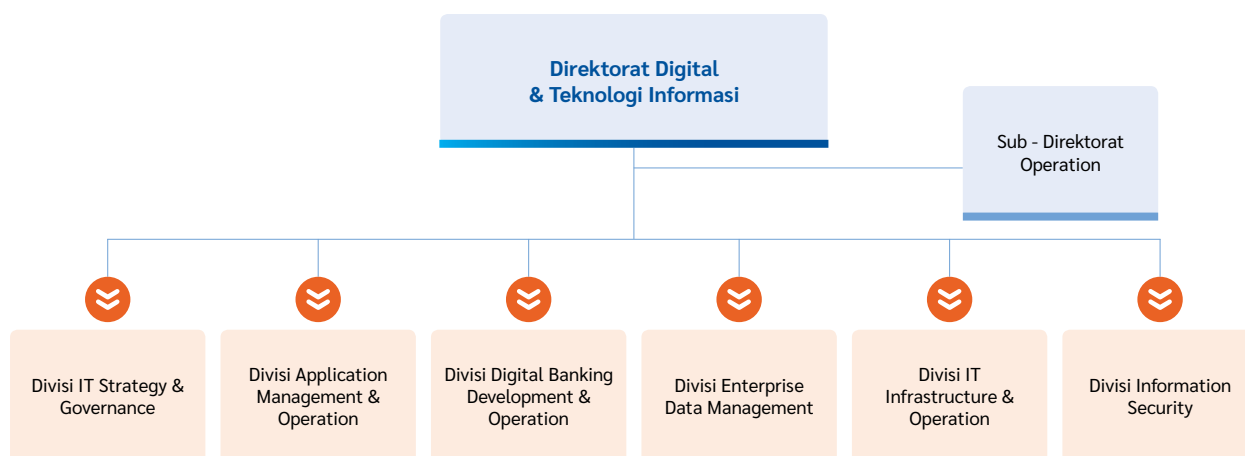 Direktorat Digital
& Teknologi Informasi
Sub - Direktorat
Operation
Divisi IT Strategy &
Governance
Divisi Application
Management &
Operation
Divisi Digital Banking
Development &
Operation
Divisi Enterprise
Data Management
Divisi IT
Infrastructure &
Operation
Divisi Information
Security